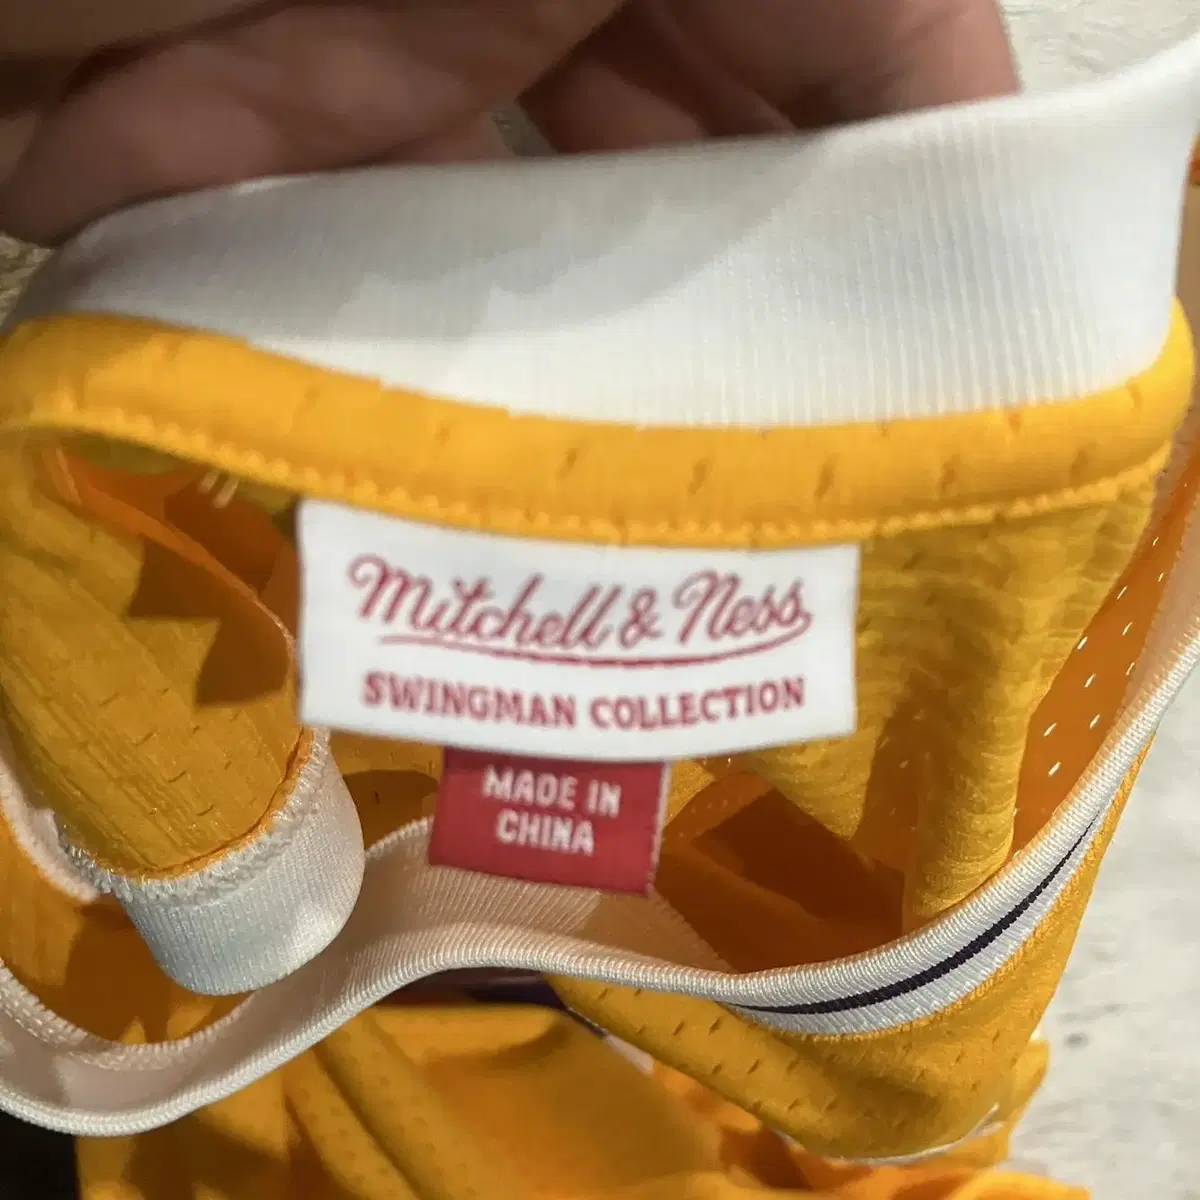 Mitchell & Ness
SWINGMAN COLLECTION
MADE IN
CHINA